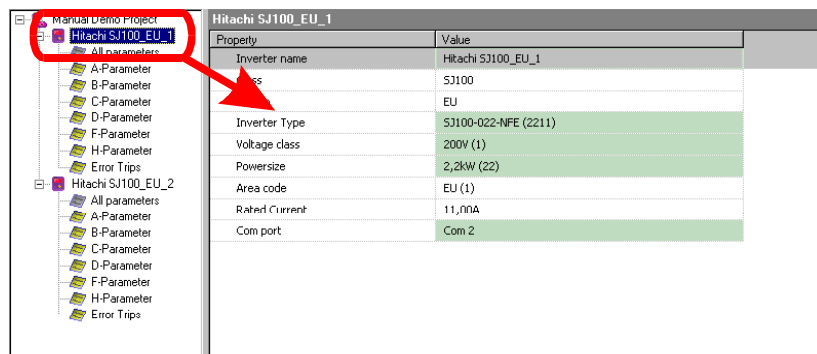 Manual Demo Project
Hitachi SJ100_EU_1
All parameters
A-Parameter
B-Parameter
C-Parameter
D-Parameter
F-Parameter
H-Parameter
Error Trips
Hitachi SJ100_EU_2
All parameters
A-Parameter
B-Parameter
C-Parameter
D-Parameter
F-Parameter
H-Parameter
Error Trips
Hitachi SJ100_EU_1
Property Value
Inverter name Hitachi SJ100_EU_1
SJ100
EU
Inverter Type SJ100-022-NFE (2211)
Voltage class 200V (1)
Powersize 2,2kW (22)
Area code EU (1)
Rated Current 11,00A
Com port Com 2